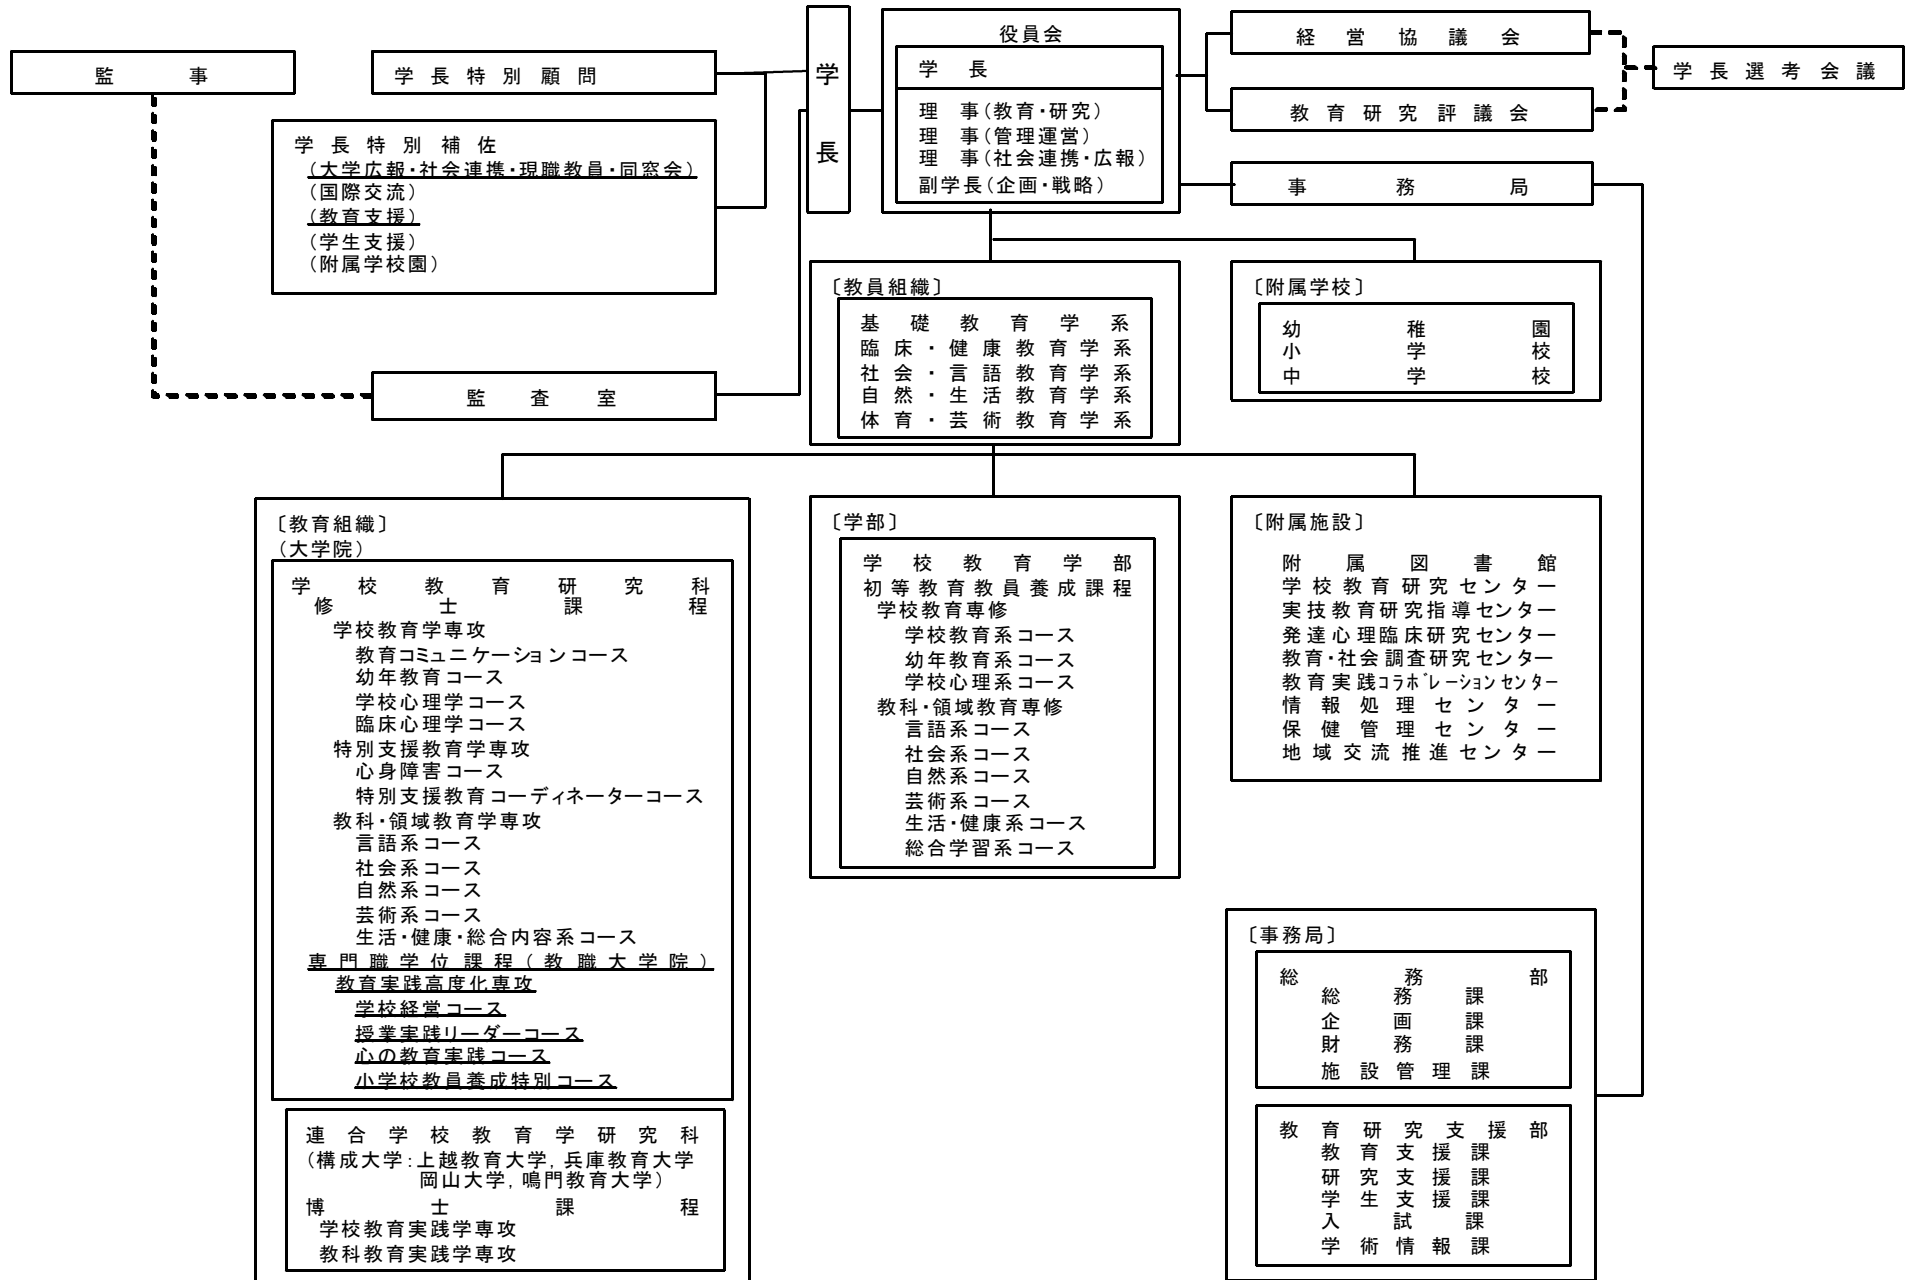 監事
学長特別顧問
学長特別補佐
(大学広報・社会連携・現職教員・同窓会)
(国際交流)
(教育支援)
(学生支援)
(附属学校園)
監査室
学長
役員会
学長
理事(教育・研究)
理事(管理運営)
理事(社会連携・広報)
副学長(企画・戦略)
経営協議会
教育研究評議会
学長選考会議
事務局
〔教員組織〕
基礎教育学系
臨床・健康教育学系
社会・言語教育学系
自然・生活教育学系
体育・芸術教育学系
〔附属学校〕
幼稚園
小学校
中学校
〔教育組織〕
(大学院)
学校教育研究科
修士課程
学校教育学専攻
教育コミュニケーションコース
幼年教育コース
学校心理学コース
臨床心理学コース
特別支援教育学専攻
心身障害コース
特別支援教育コーディネーターコース
教科・領域教育学専攻
言語系コース
社会系コース
自然系コース
芸術系コース
生活・健康・総合内容系コース
専門職学位課程(教職大学院)
教育実践高度化専攻
学校経営コース
授業実践リーダーコース
心の教育実践コース
小学校教員養成特別コース
連合学校教育学研究科
(構成大学:上越教育大学,兵庫教育大学
岡山大学,鳴門教育大学)
博士課程
学校教育実践学専攻
教科教育実践学専攻
〔学部〕
学校教育学部
初等教育教員養成課程
学校教育専修
学校教育系コース
幼年教育系コース
学校心理系コース
教科・領域教育専修
言語系コース
社会系コース
自然系コース
芸術系コース
生活・健康系コース
総合学習系コース
〔附属施設〕
附属図書館
学校教育研究センター
実技教育研究指導センター
発達心理臨床研究センター
教育・社会調査研究センター
教育実践コラボレーションセンター
情報処理センター
保健管理センター
地域交流推進センター
〔事務局〕
総務部
総務課
企画課
財務課
施設管理課
教育研究支援部
教育支援課
研究支援課
学生支援課
入試課
学術情報課